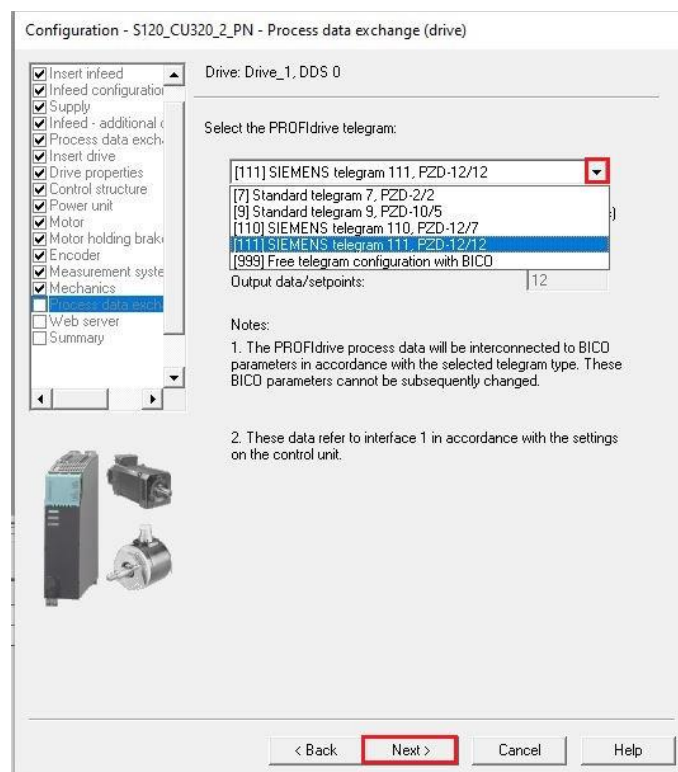 Configuration - S120_CU320_2_PN - Process data exchange (drive)
Insert infeed
Infeed configuration
Supply
Infeed - additional
Process data exch
Insert drive
Drive properties
Control structure
Power unit
Motor
Motor holding brak
Encoder
Measurement syste
Mechanics
Process data exch
Web server
Summary
Drive: Drive_1, DDS 0
Select the PROFIdrive telegram:
[111] SIEMENS telegram 111, PZD-12/12
[7] Standard telegram 7, PZD-2/2
[9] Standard telegram 9, PZD-10/5
[110] SIEMENS telegram 110, PZD-12/7
[111] SIEMENS telegram 111, PZD-12/12
[999] Free telegram configuration with BICO
Output data/setpoints: 12
Notes:
1. The PROFIdrive process data will be interconnected to BICO
parameters in accordance with the selected telegram type. These
BICO parameters cannot be subsequently changed.
2. These data refer to interface 1 in accordance with the settings
on the control unit.
< Back Next > Cancel Help